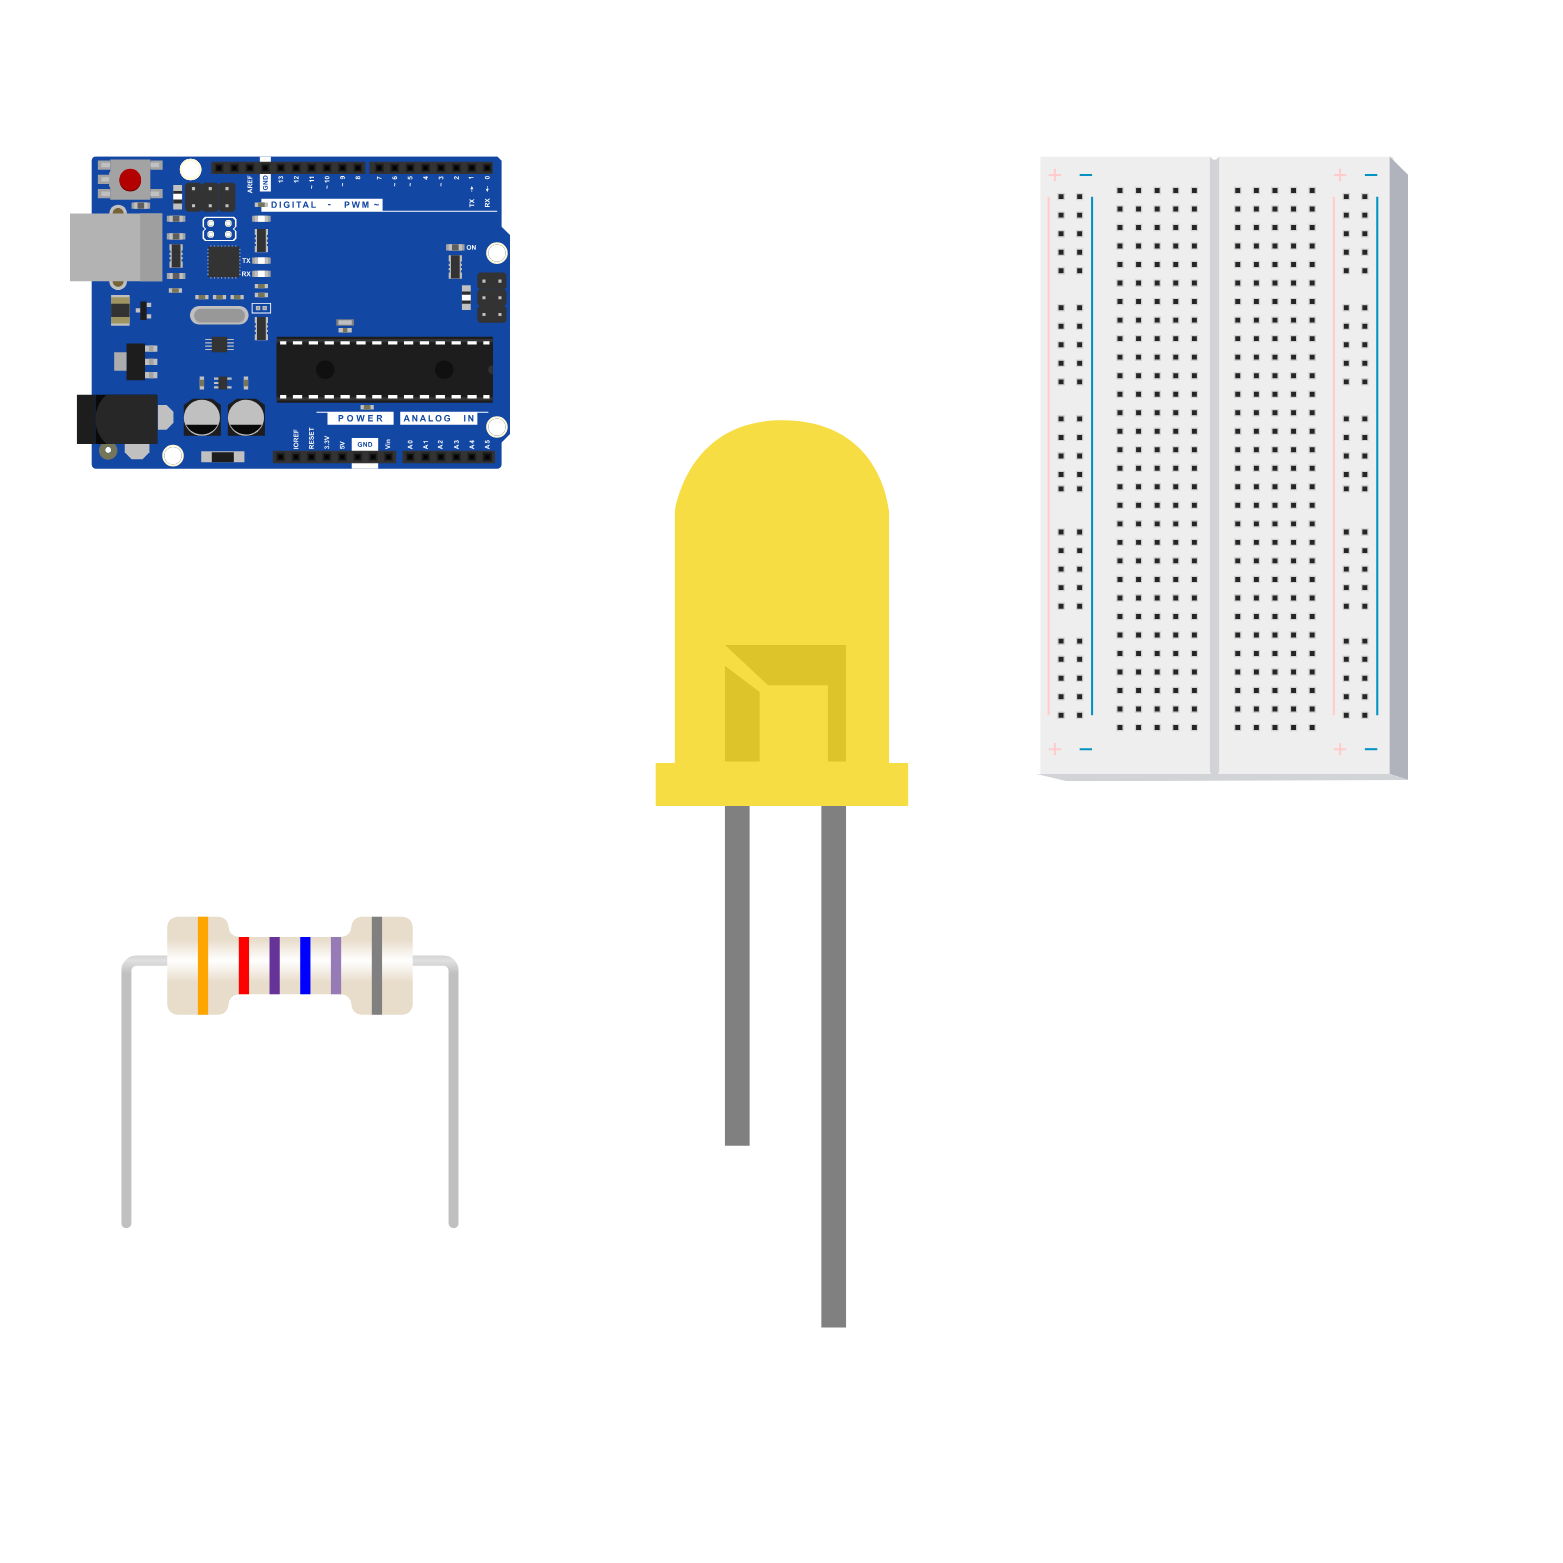 AREF GND 13 12 ~ 11 ~ 10 ~ 9 8 7 ~ 6 ~ 5 4 ~ 3 2 TX → 1 RX ← 0
DIGITAL - PWM ~
ON
TX
RX
POWER ANALOG IN
IOREF RESET 3.3V 5V GND Vin A0 A1 A2 A3 A4 A5
+ − + −
+ − + −